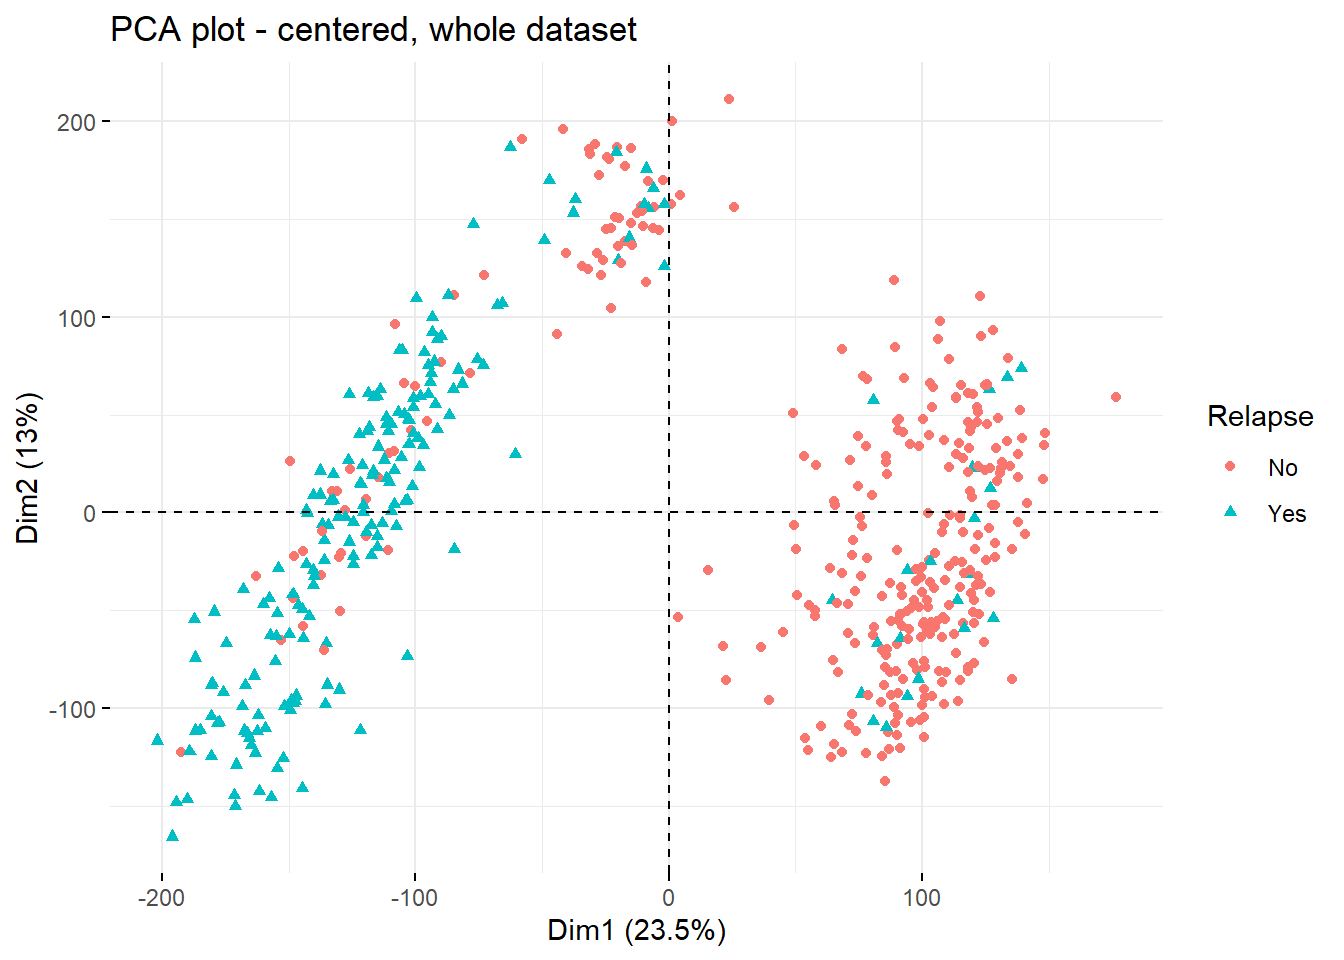 PCA plot - centered, whole dataset
200
100
0
-100
-200
-100
0
100
Dim1 (23.5%)
Dim2 (13%)
Relapse
No
Yes